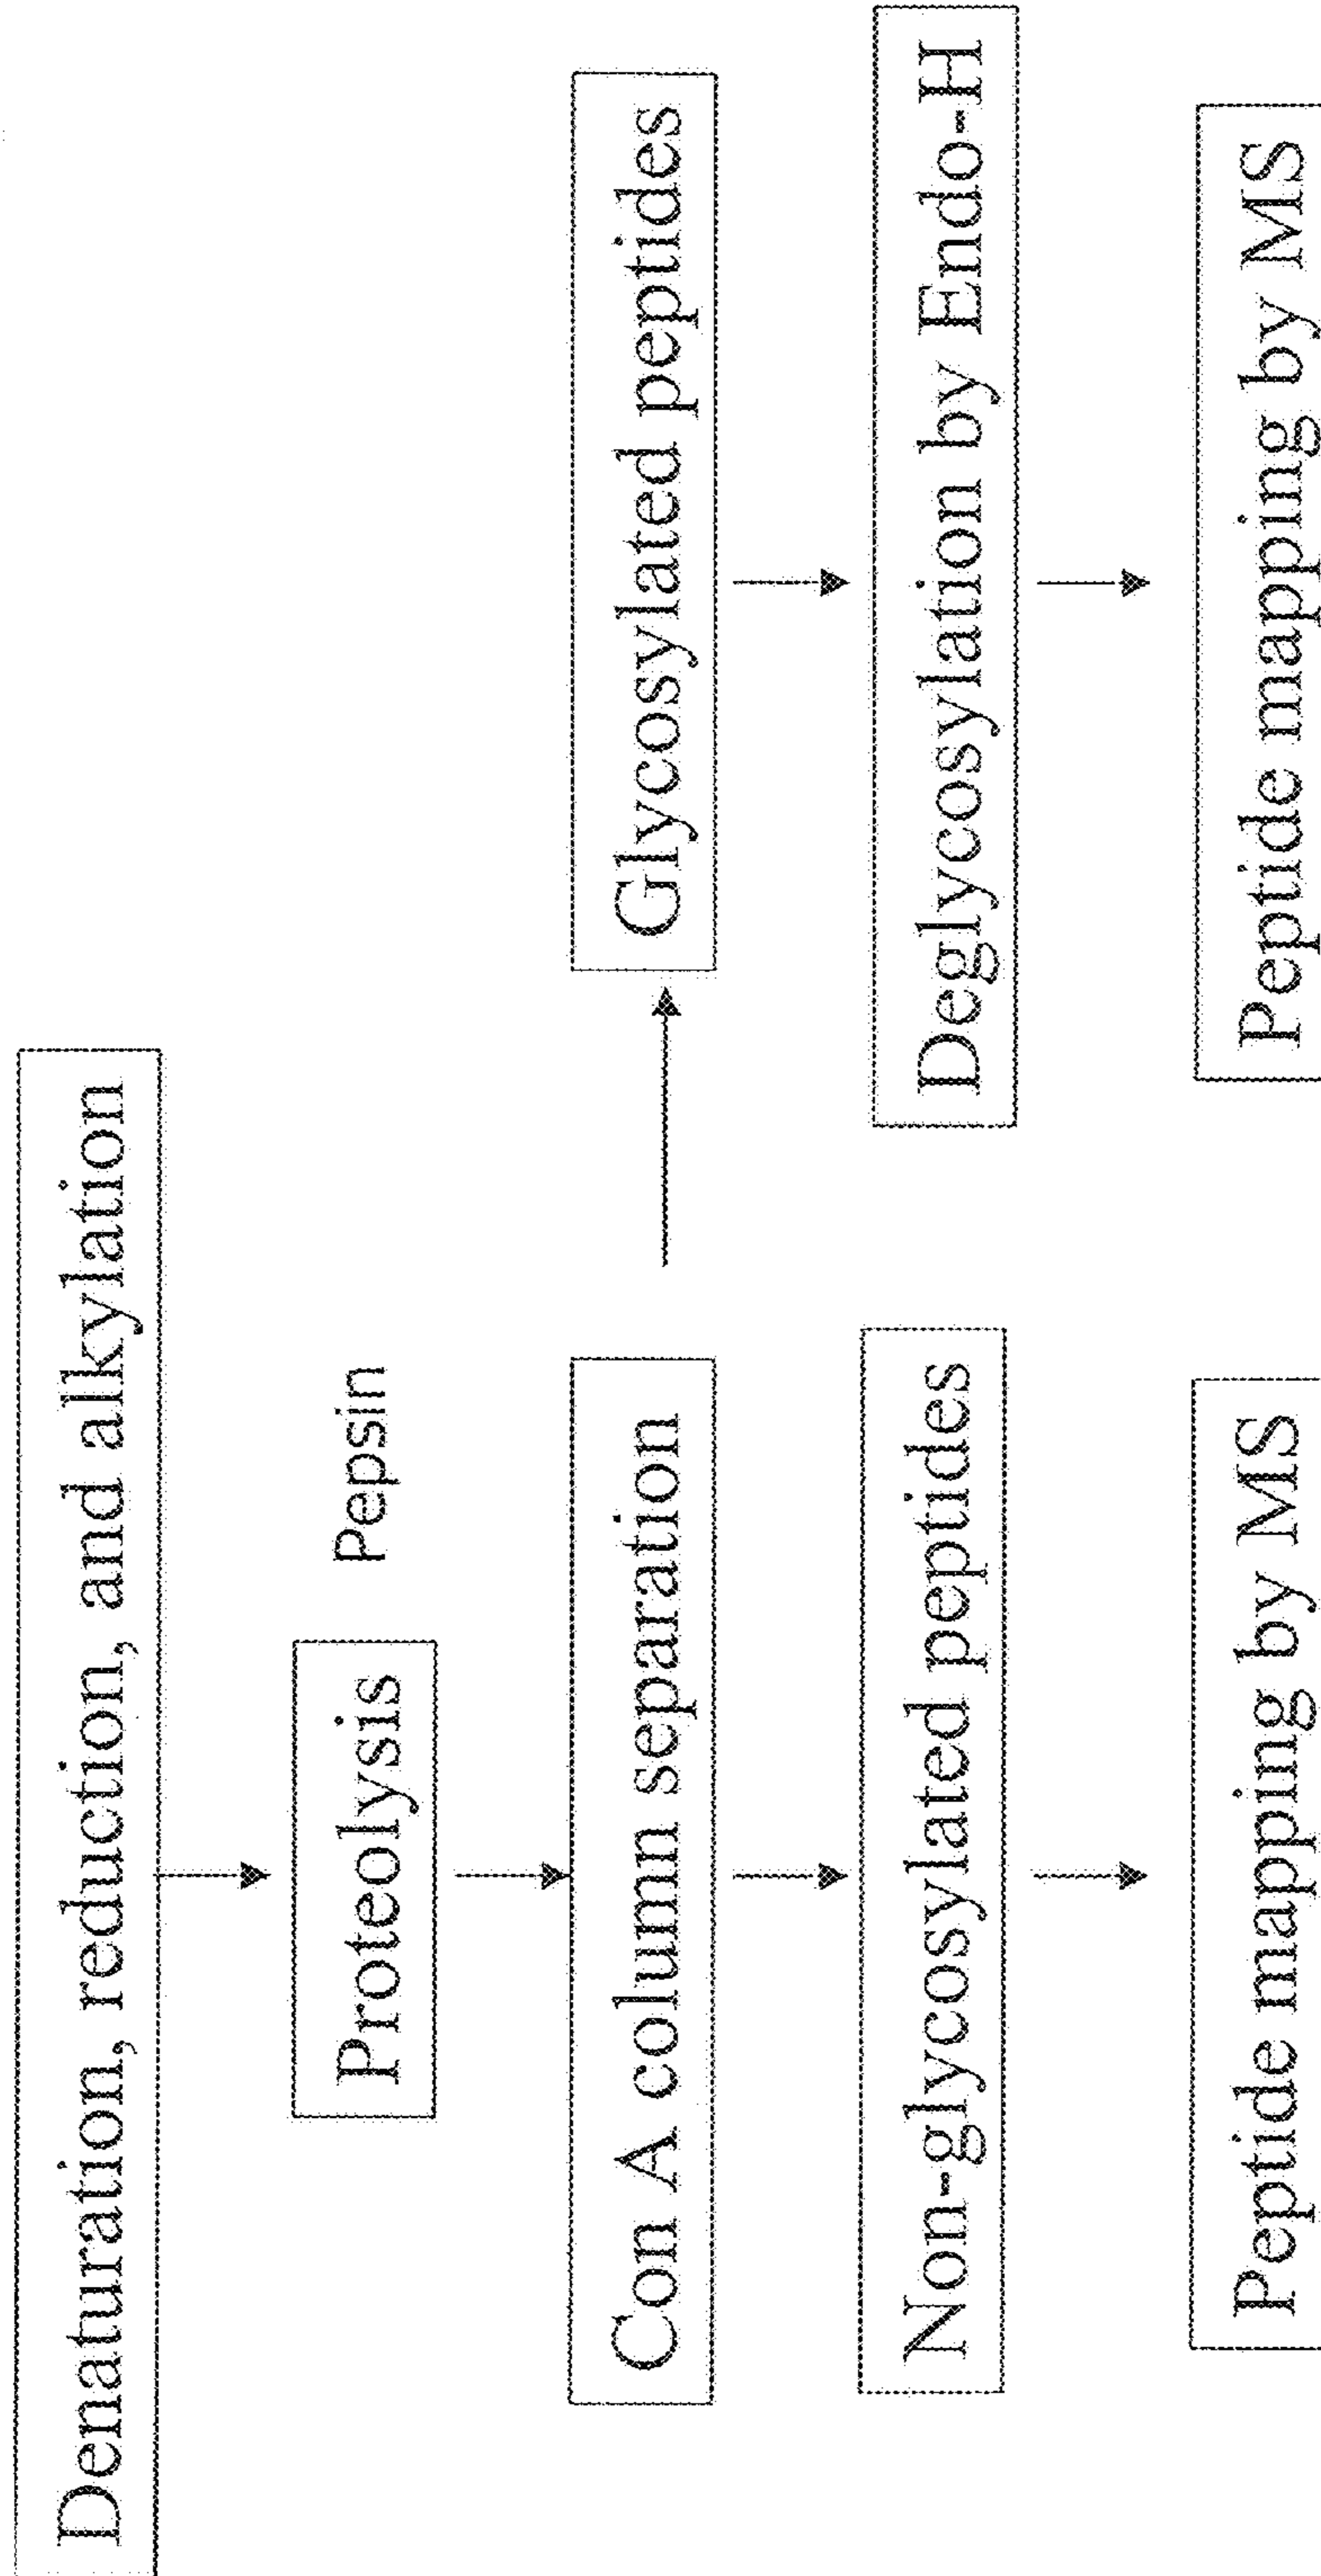 Denaturation, reduction, and alkylation
Proteolysis
Pepsin
Con A column separation
Glycosylated peptides
Non-glycosylated peptides
Deglycosylation by Endo-H
Peptide mapping by MS
Peptide mapping by MS